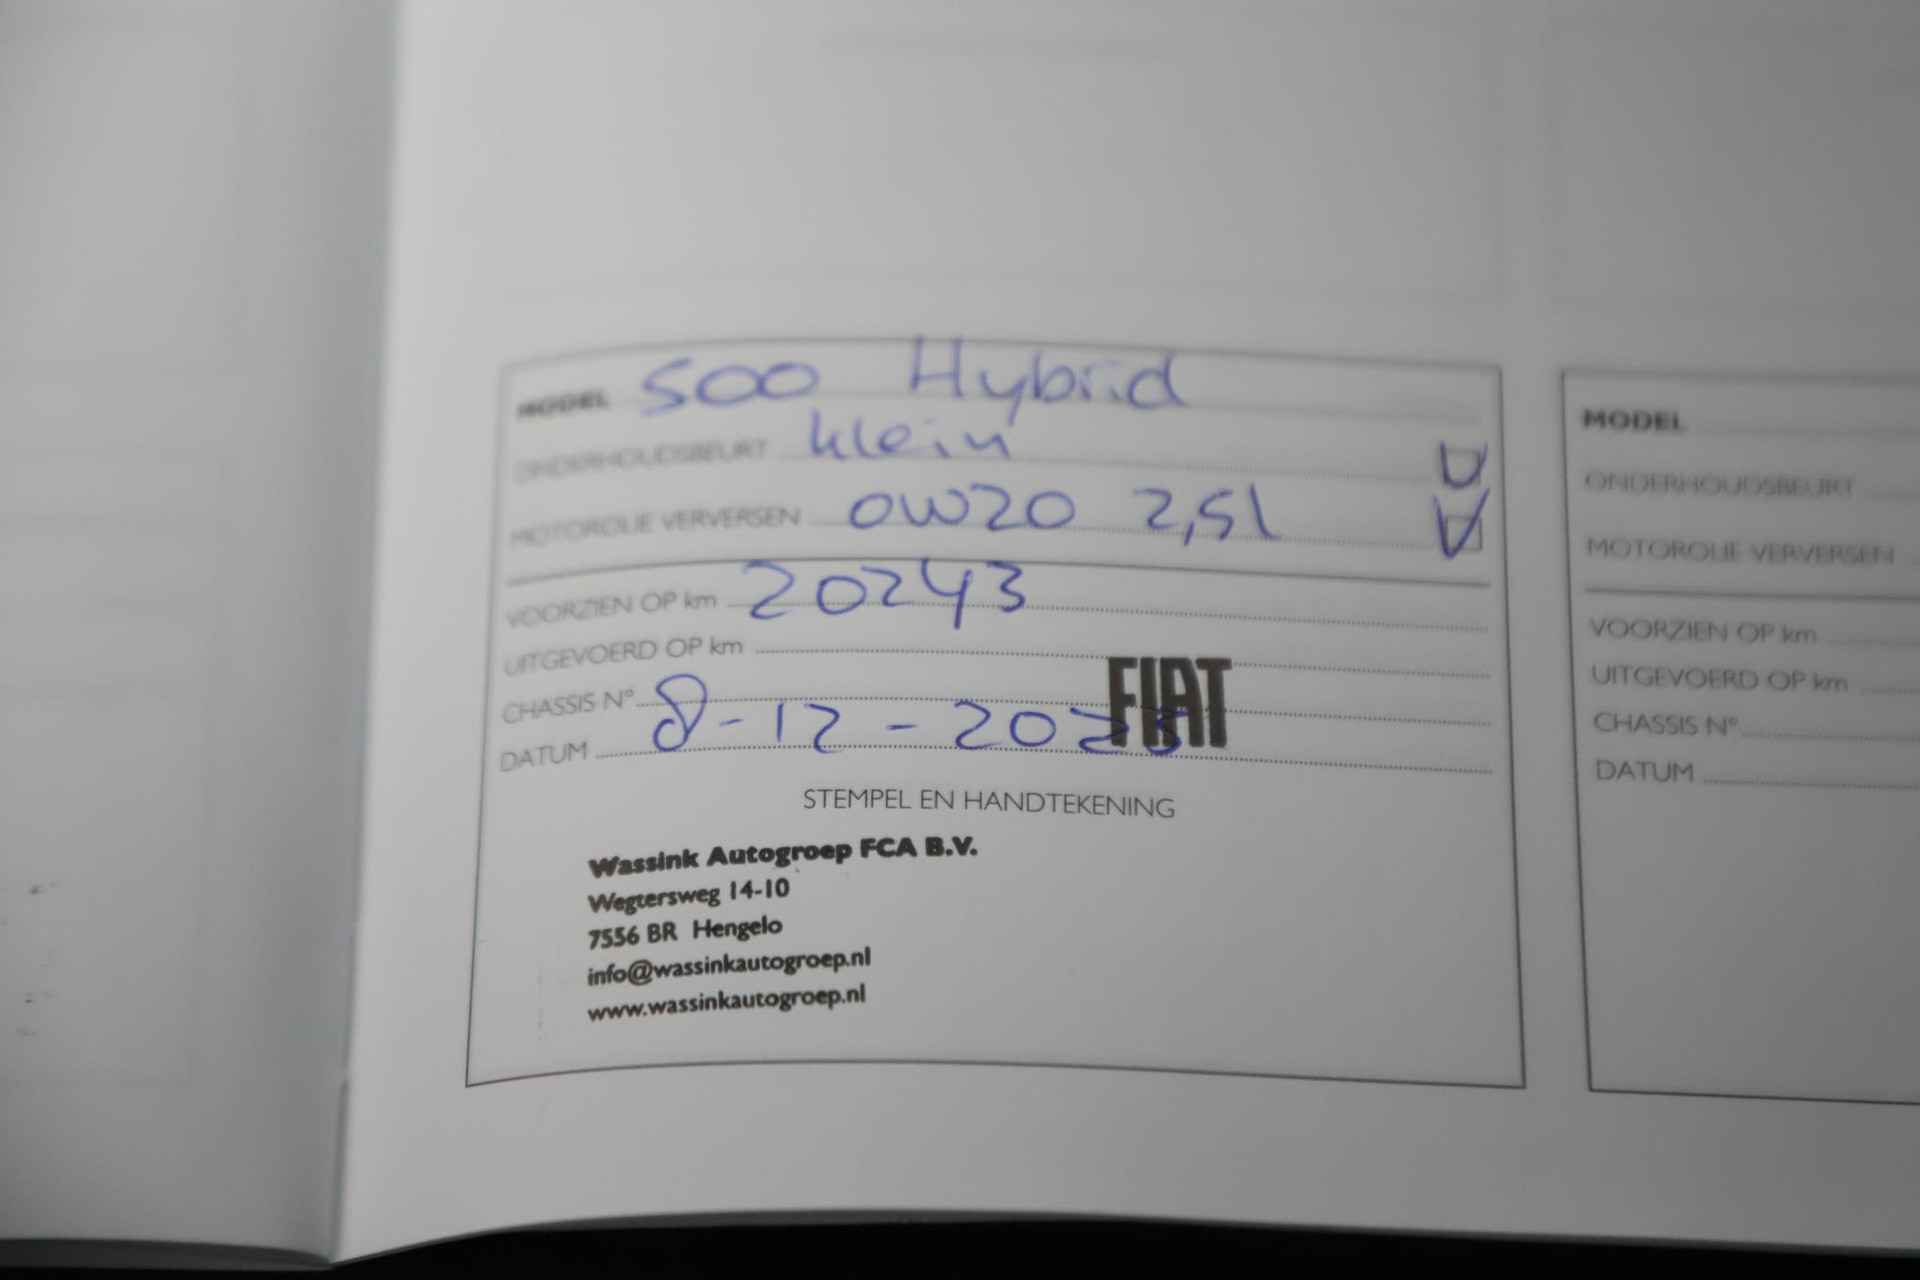 MODEL 500 Hybrid
ONDERHOUDSBEURT klein
MOTOROLIE VERVERSEN 0W20 2,5l
VOORZIEN OP km 20243
UITGEVOERD OP km
CHASSIS N°
DATUM 8-12-
FIAT
STEMPEL EN HANDTEKENING
Wassink Autogroep FCA B.V.
Wegtersweg 14-10
7556 BR Hengelo
info@wassinkautogroep.nl
www.wassinkautogroep.nl
MODEL
ONDERHOUDSBEURT
MOTOROLIE VERVERSEN
VOORZIEN OP km
UITGEVOERD OP km
CHASSIS N°
DATUM